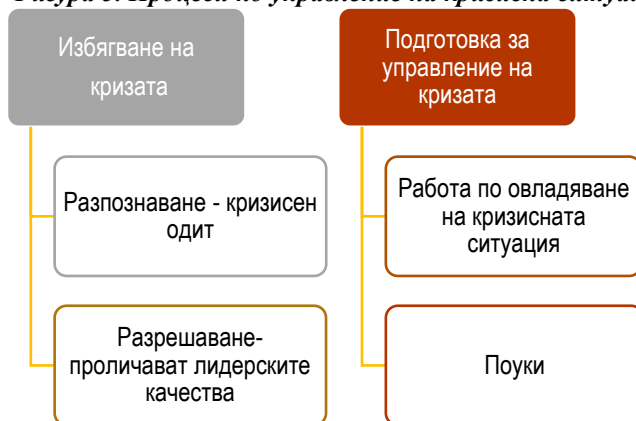 Избягване на
кризата
Подготовка за
управление на
кризата
Разпознаване - кризисен
одит
Работа по овладяване
на кризисната
ситуация
Разрешаване-
проличават лидерските
качества
Поуки